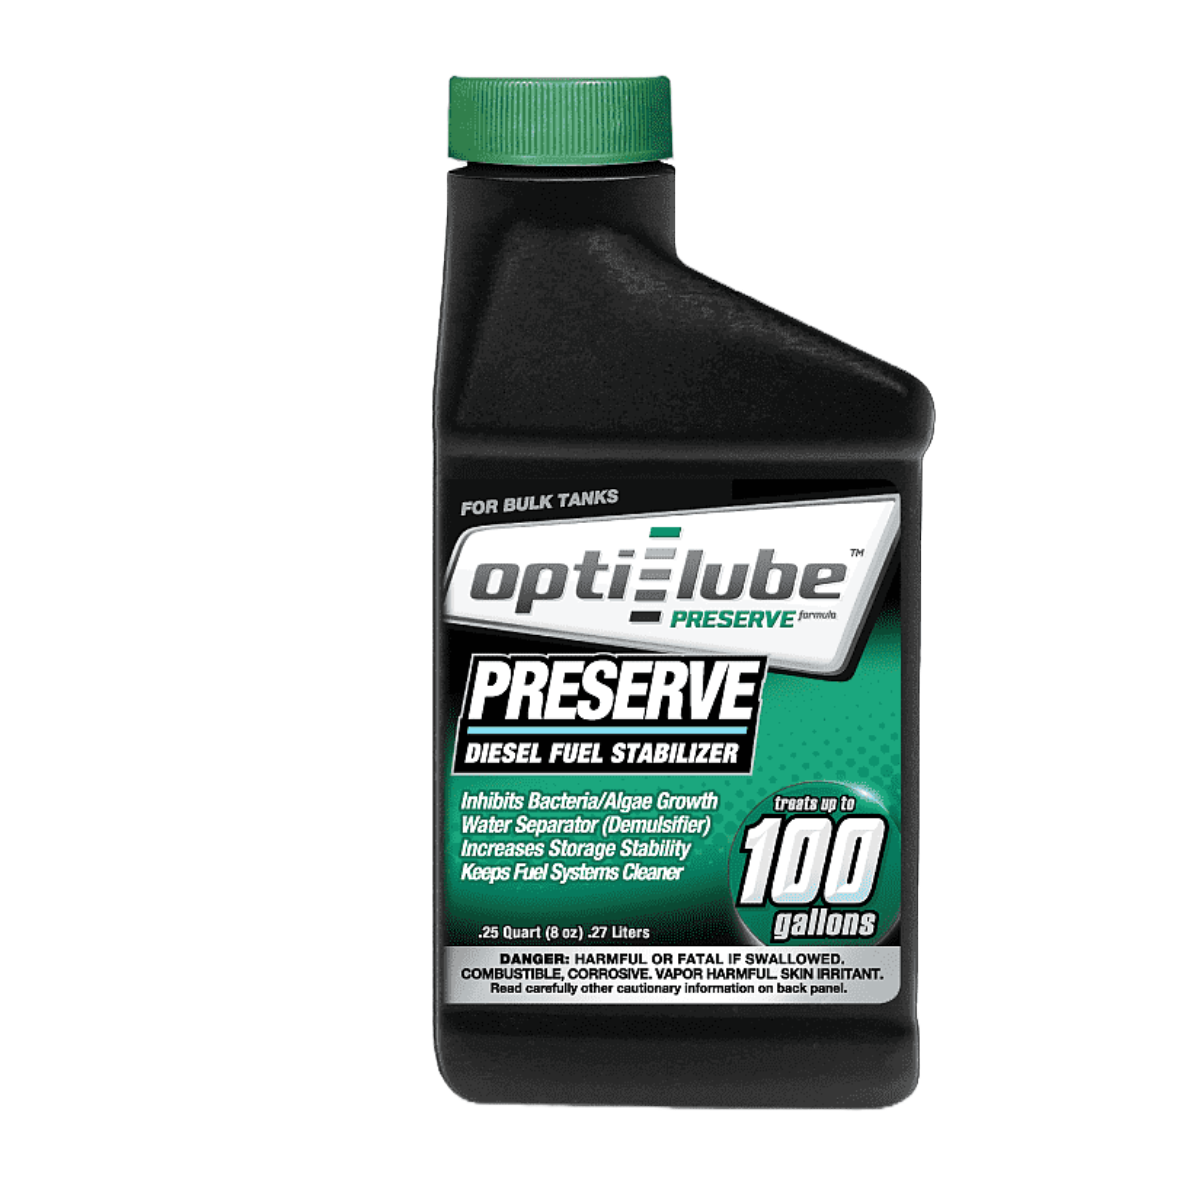 FOR BULK TANKS
opti-lube™
PRESERVE formula
PRESERVE
DIESEL FUEL STABILIZER
Inhibits Bacteria/Algae Growth
Water Separator (Demulsifier)
Increases Storage Stability
Keeps Fuel Systems Cleaner
treats up to
100
gallons
.25 Quart (8 oz) .27 Liters
DANGER: HARMFUL OR FATAL IF SWALLOWED.
COMBUSTIBLE, CORROSIVE. VAPOR HARMFUL. SKIN IRRITANT.
Read carefully other cautionary information on back panel.